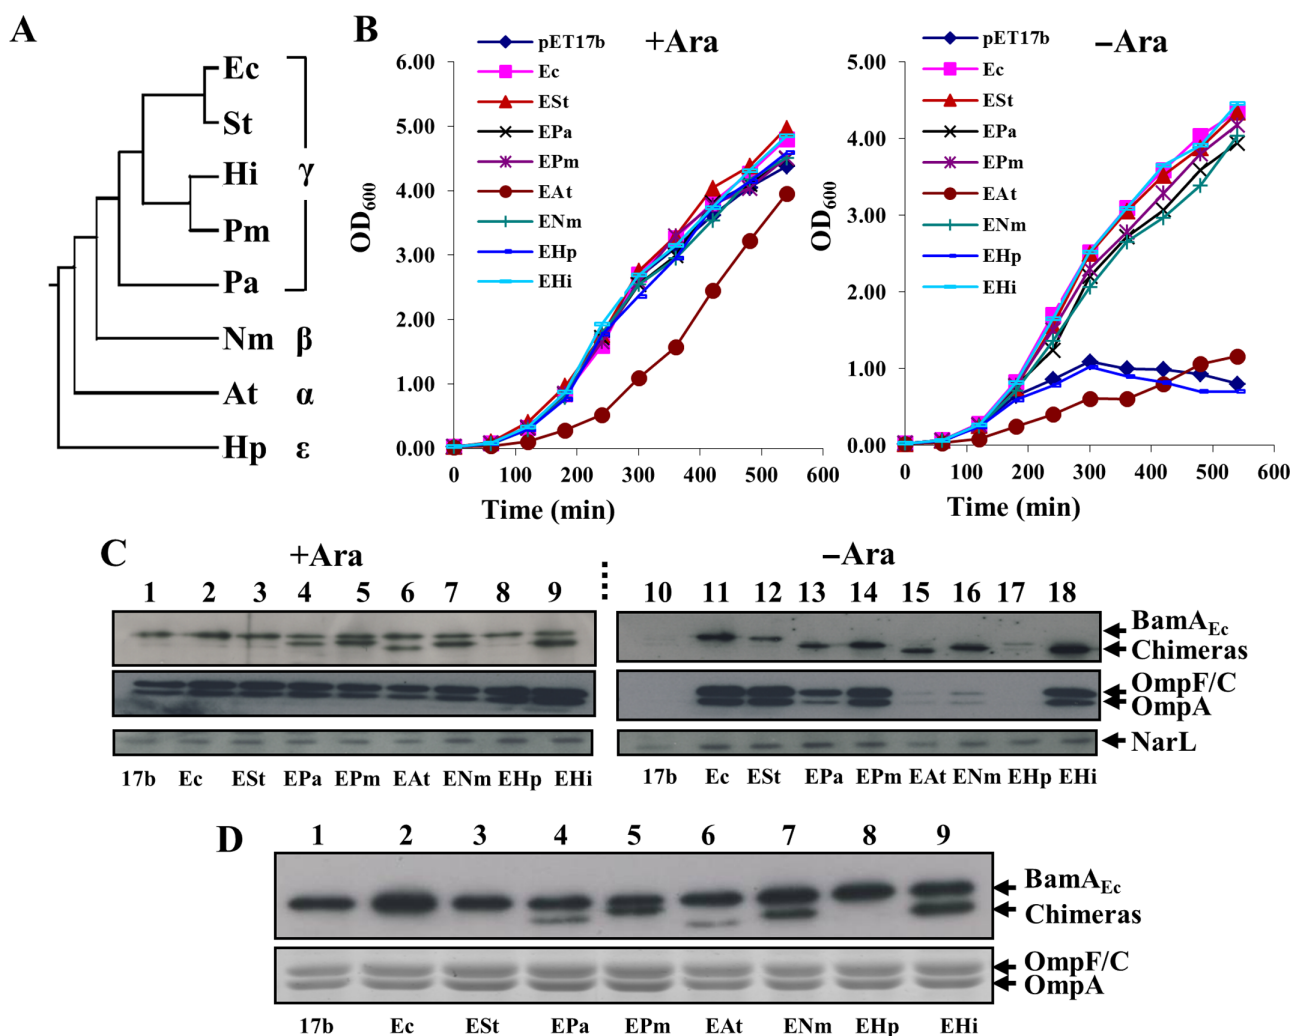 A
Ec
St
Hi
γ
Pm
Pa
Nm β
At α
Hp ε
B
+Ara
pET17b
Ec
ESt
EPa
EPm
EAt
ENm
EHp
EHi
6.00
5.00
4.00
3.00
2.00
1.00
0.00
OD600
0 100 200 300 400 500 600
Time (min)
–Ara
pET17b
Ec
ESt
EPa
EPm
EAt
ENm
EHp
EHi
5.00
4.00
3.00
2.00
1.00
0.00
OD600
0 100 200 300 400 500 600
Time (min)
C
+Ara –Ara
1 2 3 4 5 6 7 8 9 10 11 12 13 14 15 16 17 18
BamAEc
Chimeras
OmpF/C
OmpA
NarL
17b Ec ESt EPa EPm EAt ENm EHp EHi 17b Ec ESt EPa EPm EAt ENm EHp EHi
D
1 2 3 4 5 6 7 8 9
BamAEc
Chimeras
OmpF/C
OmpA
17b Ec ESt EPa EPm EAt ENm EHp EHi